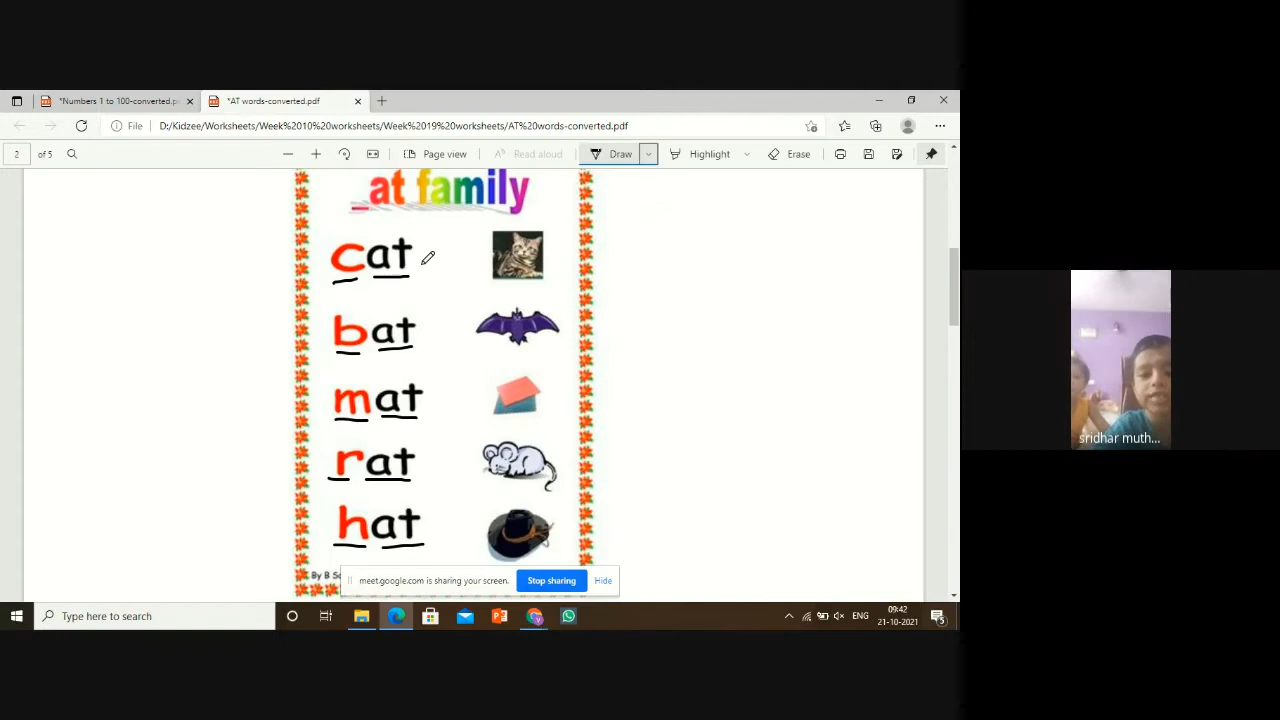 *Numbers 1 to 100-converted.p
*AT words-converted.pdf
File D:/Kidzee/Worksheets/Week%2010%20worksheets/Week%2019%20worksheets/AT%20words-converted.pdf
2 of 5 Page view Read aloud Draw Highlight Erase
_at family
cat
bat
mat
rat
hat
By B
meet.google.com is sharing your screen. Stop sharing Hide
sridhar muth...
Type here to search
ENG
09:42
21-10-2021
5